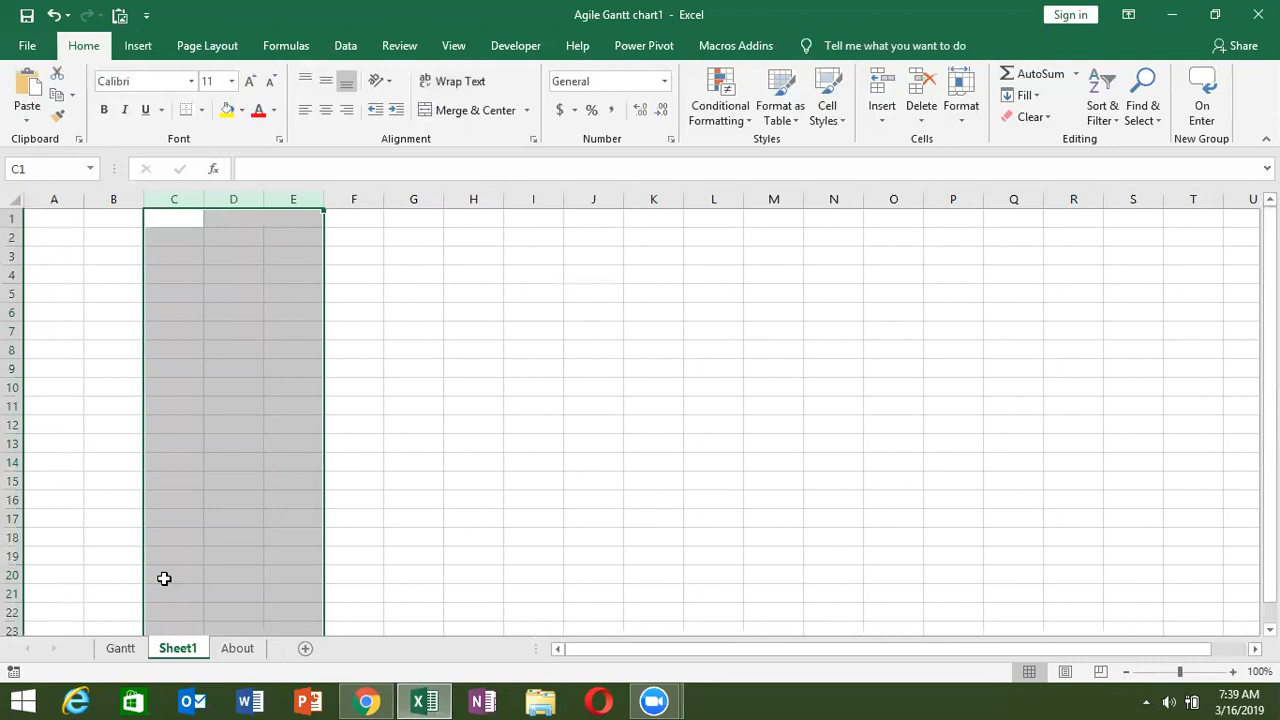 Agile Gantt chart1 - Excel
Sign in
File Home Insert Page Layout Formulas Data Review View Developer Help Power Pivot Macros Addins Tell me what you want to do Share
Paste
Clipboard
Calibri 11
B I U
Font
Wrap Text
Merge & Center
Alignment
General
$ % ,
Number
Conditional Formatting
Format as Table
Cell Styles
Styles
Insert
Delete
Format
Cells
AutoSum
Fill
Clear
Sort & Filter
Find & Select
Editing
On Enter
New Group
C1
fx
A B C D E F G H I J K L M N O P Q R S T U
1
2
3
4
5
6
7
8
9
10
11
12
13
14
15
16
17
18
19
20
21
22
23
Gantt Sheet1 About
100%
7:39 AM
3/16/2019